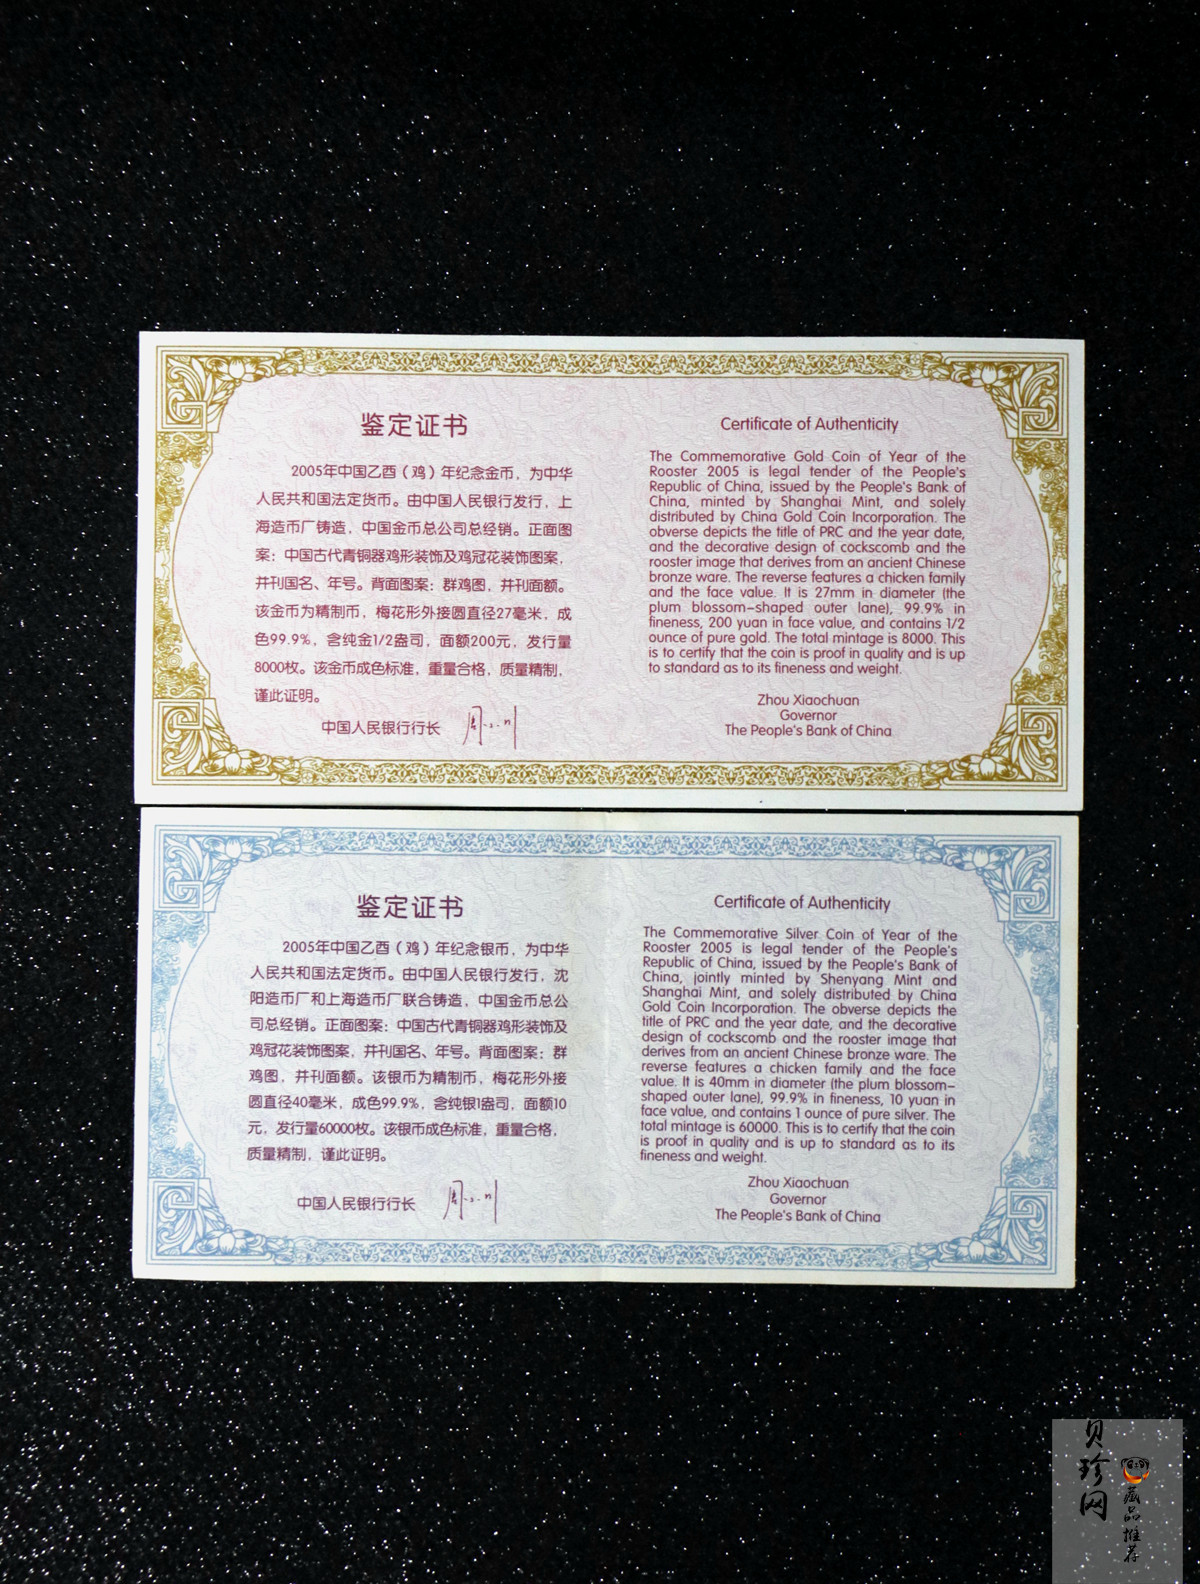 鉴定证书
2005年中国乙酉（鸡）年纪念金币，为中华
人民共和国法定货币。由中国人民银行发行，上
海造币厂铸造，中国金币总公司总经销。正面图
案：中国古代青铜器鸡形装饰及鸡冠花装饰图案，
并刊国名、年号。背面图案：群鸡图，并刊面额。
该金币为精制币，梅花形外接圆直径27毫米，成
色99.9%，含纯金1/2盎司，面额200元，发行量
8000枚。该金币成色标准，重量合格，质量精制，
谨此证明。
中国人民银行行长
Certificate of Authenticity
The Commemorative Gold Coin of Year of the
Rooster 2005 is legal tender of the People's
Republic of China, issued by the People's Bank of
China, minted by Shanghai Mint, and solely
distributed by China Gold Coin Incorporation. The
obverse depicts the title of PRC and the year date,
and the decorative design of cockscomb and the
rooster image that derives from an ancient Chinese
bronze ware. The reverse features a chicken family
and the face value. It is 27mm in diameter (the
plum blossom-shaped outer lane), 99.9% in
fineness, 200 yuan in face value, and contains 1/2
ounce of pure gold. The total mintage is 8000. This
is to certify that the coin is proof in quality and is up
to standard as to its fineness and weight.
Zhou Xiaochuan
Governor
The People's Bank of China
鉴定证书
2005年中国乙酉（鸡）年纪念银币，为中华
人民共和国法定货币。由中国人民银行发行，沈
阳造币厂和上海造币厂联合铸造，中国金币总公
司总经销。正面图案：中国古代青铜器鸡形装饰及
鸡冠花装饰图案，并刊国名、年号。背面图案：群
鸡图，并刊面额。该银币为精制币，梅花形外接
圆直径40毫米，成色99.9%，含纯银1盎司，面额10
元，发行量60000枚。该银币成色标准，重量合格，
质量精制，谨此证明。
中国人民银行行长
Certificate of Authenticity
The Commemorative Silver Coin of Year of the
Rooster 2005 is legal tender of the People's
Republic of China, issued by the People's Bank of
China, jointly minted by Shenyang Mint and
Shanghai Mint, and solely distributed by China
Gold Coin Incorporation. The obverse depicts the
title of PRC and the year date, and the decorative
design of cockscomb and the rooster image that
derives from an ancient Chinese bronze ware. The
reverse features a chicken family and the face
value. It is 40mm in diameter (the plum blossom-
shaped outer lane), 99.9% in fineness, 10 yuan in
face value, and contains 1 ounce of pure silver. The
total mintage is 60000. This is to certify that the coin
is proof in quality and is up to standard as to its
fineness and weight.
Zhou Xiaochuan
Governor
The People's Bank of China
贝珍网
藏品推荐